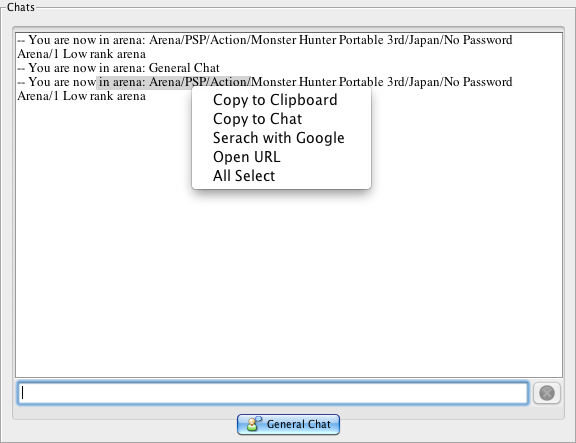 Chats
-- You are now in arena: Arena/PSP/Action/Monster Hunter Portable 3rd/Japan/No Password
Arena/1 Low rank arena
-- You are now in arena: General Chat
-- You are now in arena: Arena/PSP/Action/Monster Hunter Portable 3rd/Japan/No Password
Arena/1 Low rank arena
Copy to Clipboard
Copy to Chat
Serach with Google
Open URL
All Select
General Chat